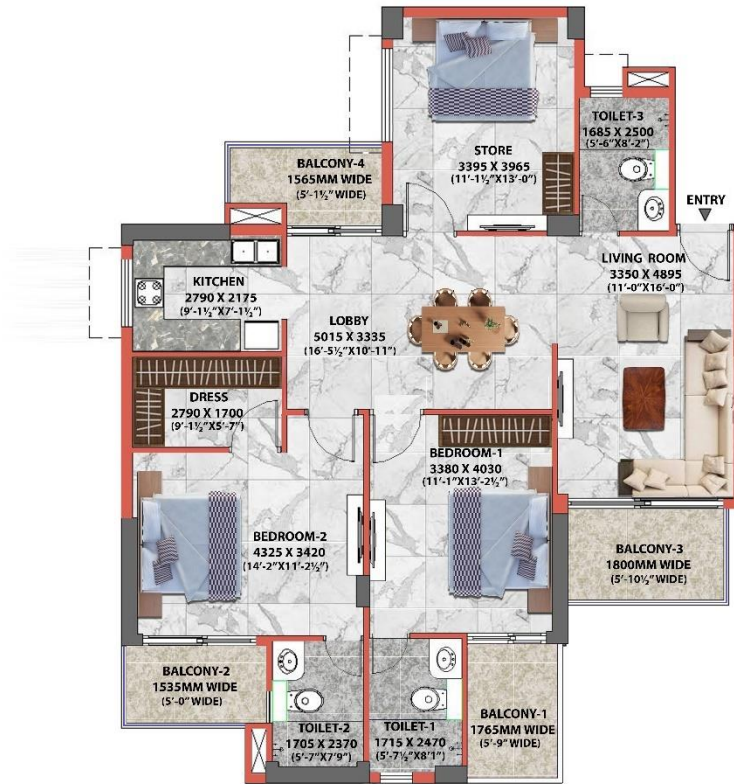 STORE
3395 X 3965
(11'-1½"X13'-0")
TOILET-3
1685 X 2500
(5'-6"X8'-2")
BALCONY-4
1565MM WIDE
(5'-1½" WIDE)
ENTRY
LIVING ROOM
3350 X 4895
(11'-0"X16'-0")
KITCHEN
2790 X 2175
(9'-1½"X7'-1½")
LOBBY
5015 X 3335
(16'-5½"X10'-11")
DRESS
2790 X 1700
(9'-1½"X5'-7")
BEDROOM-1
3380 X 4030
(11'-1"X13'-2½")
BEDROOM-2
4325 X 3420
(14'-2"X11'-2½")
BALCONY-3
1800MM WIDE
(5'-10½" WIDE)
BALCONY-2
1535MM WIDE
(5'-0" WIDE)
TOILET-2
1705 X 2370
(5'-7"X7'9")
TOILET-1
1715 X 2470
(5'-7½"X8'1")
BALCONY-1
1765MM WIDE
(5'-9" WIDE)